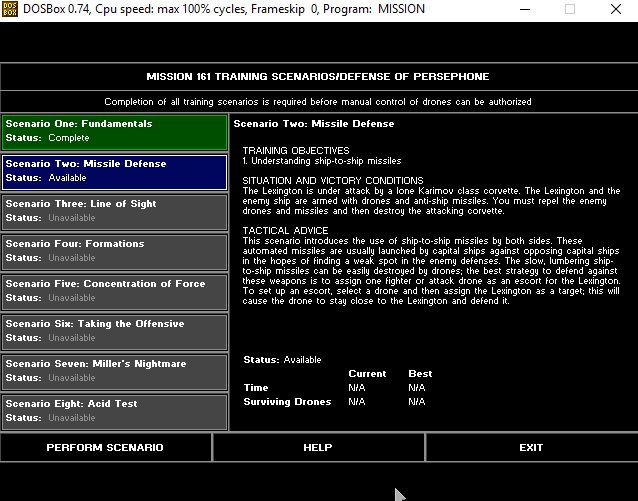 DOS
BOX
DOSBox 0.74, Cpu speed: max 100% cycles, Frameskip 0, Program: MISSION
MISSION 161 TRAINING SCENARIOS/DEFENSE OF PERSEPHONE
Completion of all training scenarios is required before manual control of drones can be authorized
Scenario One: Fundamentals
Status: Complete
Scenario Two: Missile Defense
Status: Available
Scenario Three: Line of Sight
Status: Unavailable
Scenario Four: Formations
Status: Unavailable
Scenario Five: Concentration of Force
Status: Unavailable
Scenario Six: Taking the Offensive
Status: Unavailable
Scenario Seven: Miller's Nightmare
Status: Unavailable
Scenario Eight: Acid Test
Status: Unavailable
Scenario Two: Missile Defense
TRAINING OBJECTIVES
1. Understanding ship-to-ship missiles
SITUATION AND VICTORY CONDITIONS
The Lexington is under attack by a lone Karimov class corvette. The Lexington and the
enemy ship are armed with drones and anti-ship missiles. You must repel the enemy
drones and missiles and then destroy the attacking corvette.
TACTICAL ADVICE
This scenario introduces the use of ship-to-ship missiles by both sides. These
automated missiles are usually launched by capital ships against opposing capital ships
in the hopes of finding a weak spot in the enemy defenses. The slow, lumbering ship-
to-ship missiles can be easily destroyed by drones; the best strategy to defend against
these weapons is to assign one fighter or attack drone as an escort for the Lexington.
To set up an escort, select a drone and then assign the Lexington as a target; this will
cause the drone to stay close to the Lexington and defend it.
Status: Available
Current Best
Time N/A N/A
Surviving Drones N/A N/A
PERFORM SCENARIO HELP EXIT